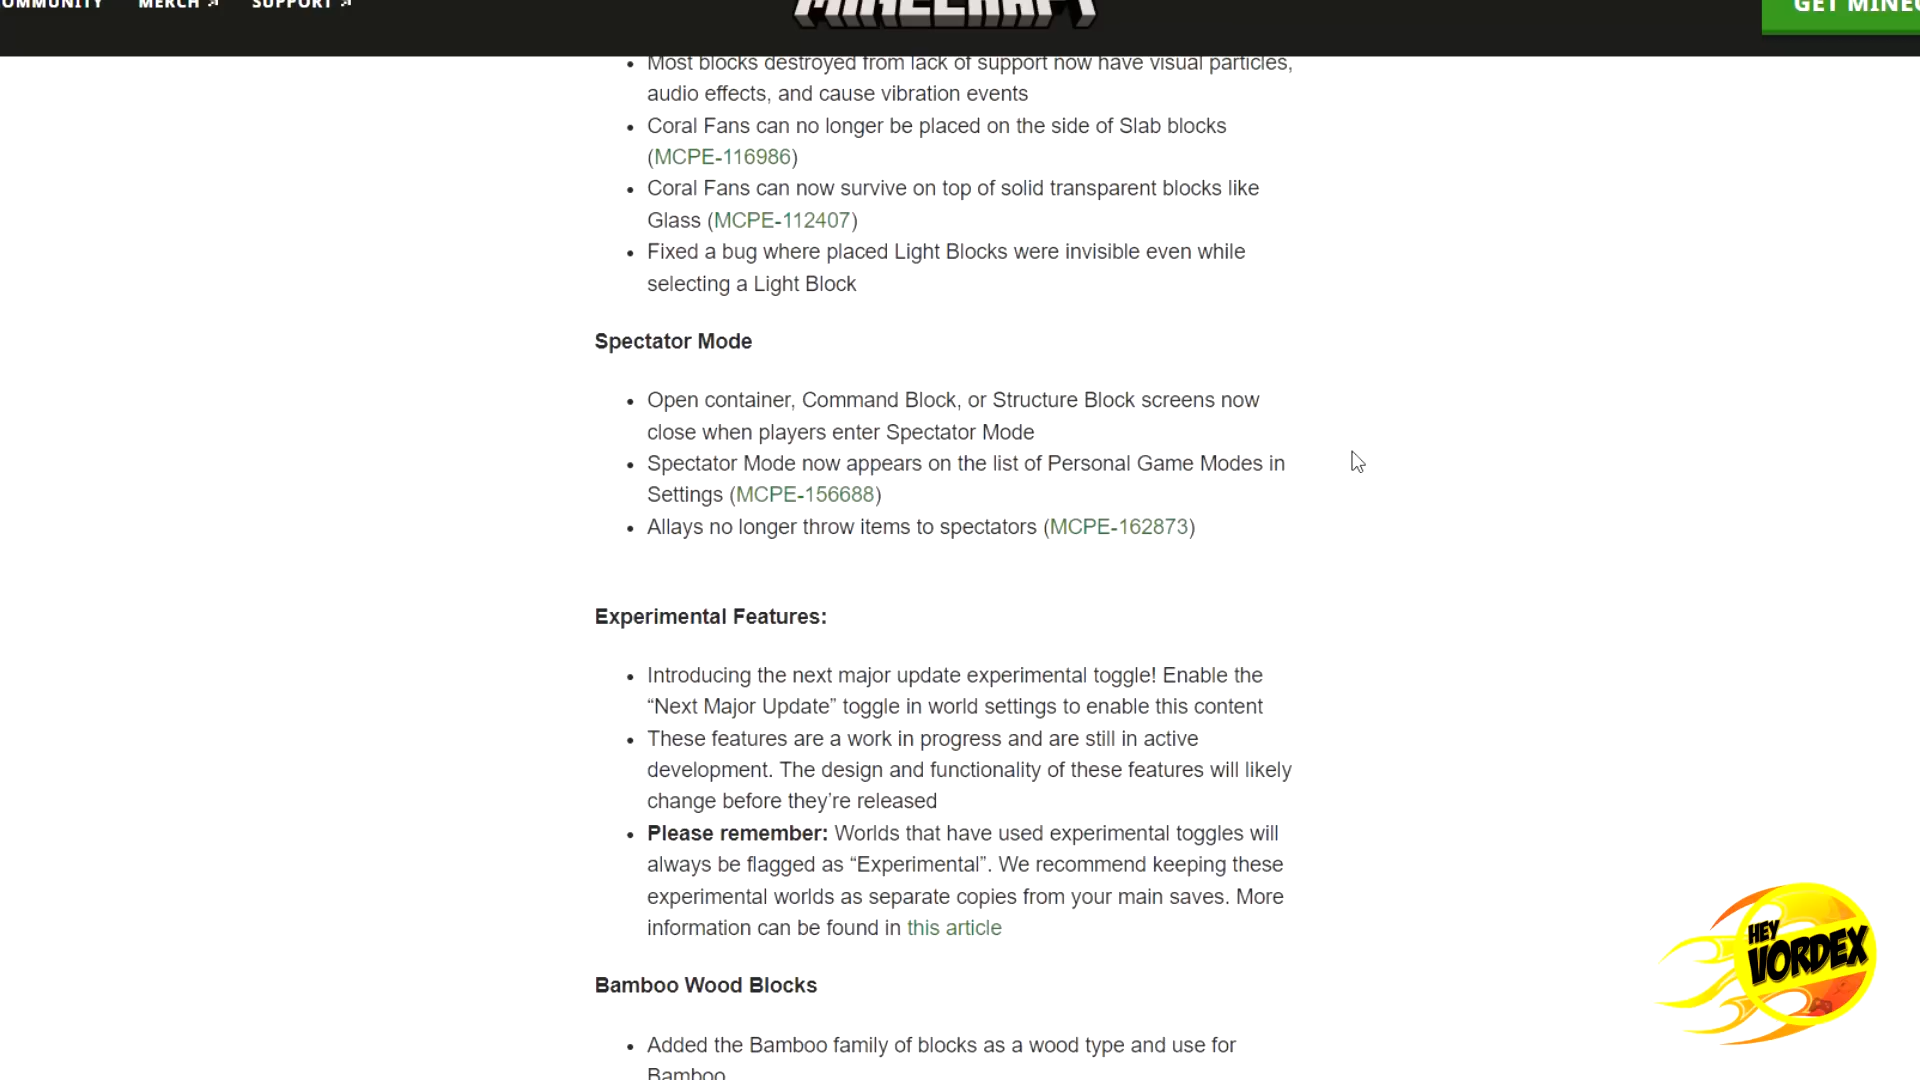 COMMUNITY MERCH SUPPORT MINECRAFT GET MINEC
Most blocks destroyed from lack of support now have visual particles,
audio effects, and cause vibration events
Coral Fans can no longer be placed on the side of Slab blocks
(MCPE-116986)
Coral Fans can now survive on top of solid transparent blocks like
Glass (MCPE-112407)
Fixed a bug where placed Light Blocks were invisible even while
selecting a Light Block
Spectator Mode
Open container, Command Block, or Structure Block screens now
close when players enter Spectator Mode
Spectator Mode now appears on the list of Personal Game Modes in
Settings (MCPE-156688)
Allays no longer throw items to spectators (MCPE-162873)
Experimental Features:
Introducing the next major update experimental toggle! Enable the
“Next Major Update” toggle in world settings to enable this content
These features are a work in progress and are still in active
development. The design and functionality of these features will likely
change before they’re released
Please remember: Worlds that have used experimental toggles will
always be flagged as “Experimental”. We recommend keeping these
experimental worlds as separate copies from your main saves. More
information can be found in this article
HEY
VORDEX
Bamboo Wood Blocks
Added the Bamboo family of blocks as a wood type and use for
Bamboo